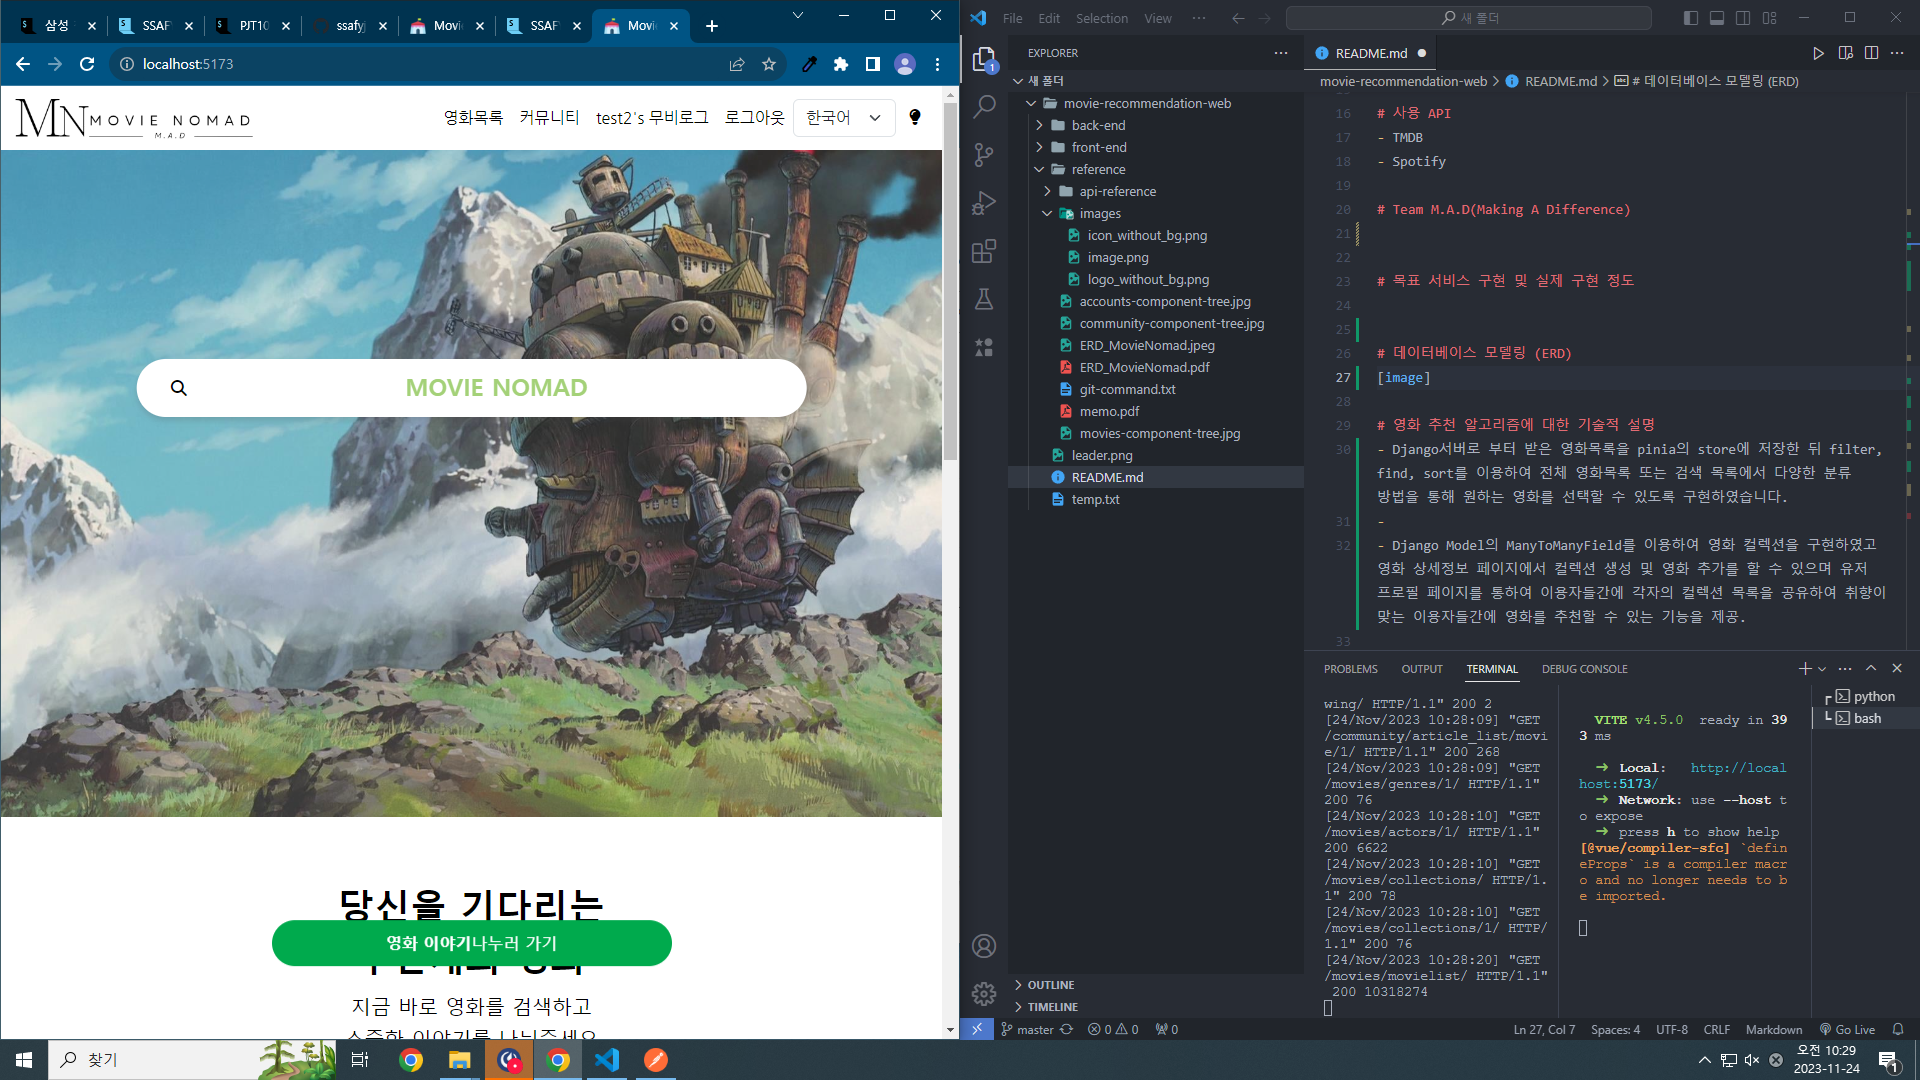 삼성
SSAF
PJT10
ssafyj
Movi
SSAF
Movi
localhost:5173
MN MOVIE NOMAD
M.A.D
영화목록
커뮤니티
test2's 무비로그
로그아웃
한국어
MOVIE NOMAD
당신을 기다리는
영화 이야기나누러 가기
지금 바로 영화를 검색하고
찾기
File Edit Selection View ···
새 폴더
EXPLORER
새 폴더
movie-recommendation-web
back-end
front-end
reference
api-reference
images
icon_without_bg.png
image.png
logo_without_bg.png
accounts-component-tree.jpg
community-component-tree.jpg
ERD_MovieNomad.jpeg
ERD_MovieNomad.pdf
git-command.txt
memo.pdf
movies-component-tree.jpg
leader.png
README.md
temp.txt
OUTLINE
TIMELINE
README.md
movie-recommendation-web > README.md > # 데이터베이스 모델링 (ERD)
16 # 사용 API
17 - TMDB
18 - Spotify
19
20 # Team M.A.D(Making A Difference)
21
22
23 # 목표 서비스 구현 및 실제 구현 정도
24
25
26 # 데이터베이스 모델링 (ERD)
27 [image]
28
29 # 영화 추천 알고리즘에 대한 기술적 설명
30 - Django서버로 부터 받은 영화목록을 pinia의 store에 저장한 뒤 filter,
find, sort를 이용하여 전체 영화목록 또는 검색 목록에서 다양한 분류
방법을 통해 원하는 영화를 선택할 수 있도록 구현하였습니다.
31 -
32 - Django Model의 ManyToManyField를 이용하여 영화 컬렉션을 구현하였고
영화 상세정보 페이지에서 컬렉션 생성 및 영화 추가를 할 수 있으며 유저
프로필 페이지를 통하여 이용자들간에 각자의 컬렉션 목록을 공유하여 취향이
맞는 이용자들간에 영화를 추천할 수 있는 기능을 제공.
33
PROBLEMS OUTPUT TERMINAL DEBUG CONSOLE
wing/ HTTP/1.1" 200 2
[24/Nov/2023 10:28:09] "GET
/community/article_list/movi
e/1/ HTTP/1.1" 200 268
[24/Nov/2023 10:28:09] "GET
/movies/genres/1/ HTTP/1.1"
200 76
[24/Nov/2023 10:28:10] "GET
/movies/actors/1/ HTTP/1.1"
200 6622
[24/Nov/2023 10:28:10] "GET
/movies/collections/ HTTP/1.
1" 200 78
[24/Nov/2023 10:28:10] "GET
/movies/collections/1/ HTTP/
1.1" 200 76
[24/Nov/2023 10:28:20] "GET
/movies/movielist/ HTTP/1.1"
200 10318274
VITE v4.5.0 ready in 39
3 ms
➜ Local: http://local
host:5173/
➜ Network: use --host t
o expose
➜ press h to show help
[@vue/compiler-sfc] `defin
eProps` is a compiler macr
o and no longer needs to b
e imported.
python
bash
master
0 0
0
Ln 27, Col 7
Spaces: 4
UTF-8
CRLF
Markdown
Go Live
오전 10:29
2023-11-24
1
1